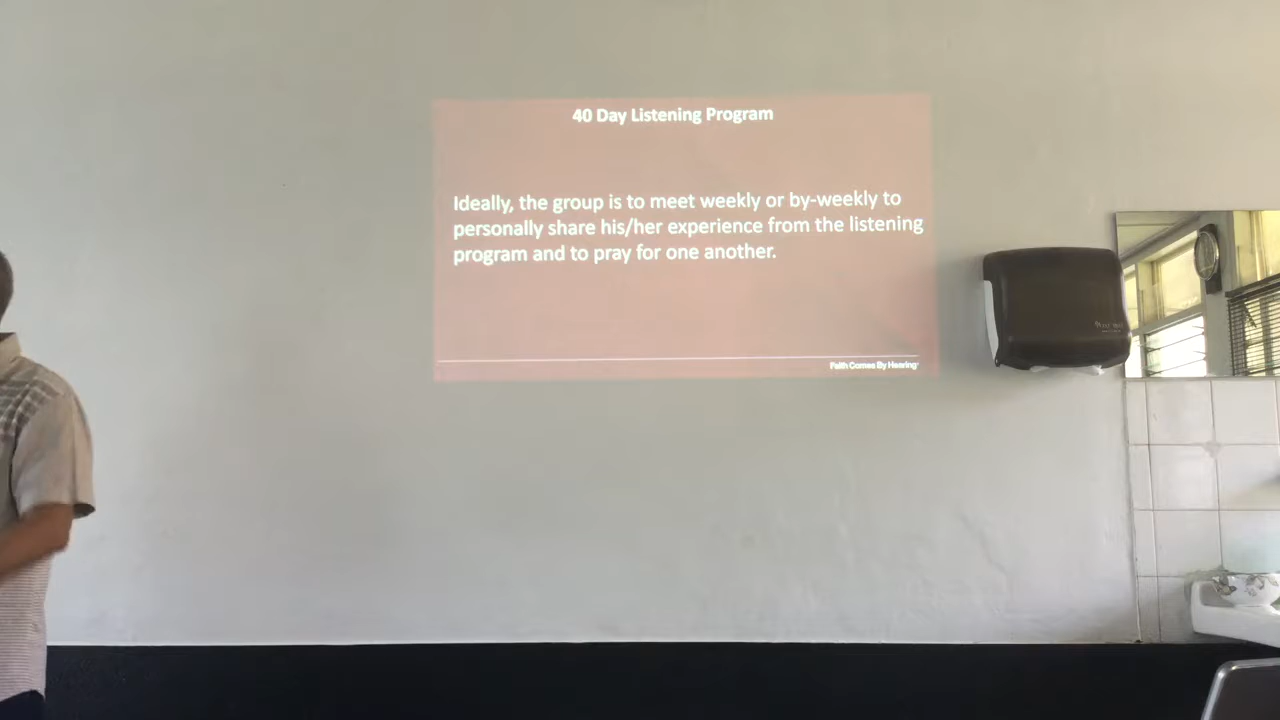 40 Day Listening Program
Ideally, the group is to meet weekly or by-weekly to
personally share his/her experience from the listening
program and to pray for one another.
Faith Comes By Hearing